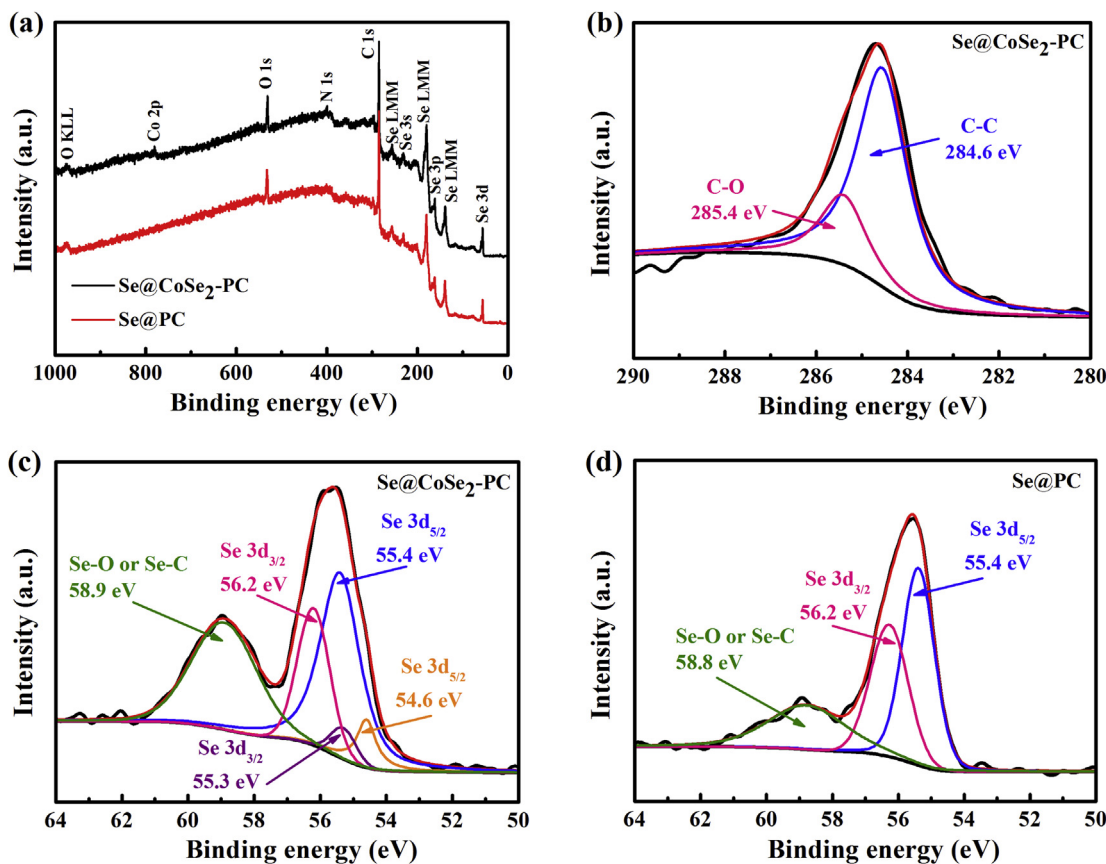 (a)
Intensity (a.u.)
O KLL
Co 2p
O 1s
N 1s
C 1s
Se LMM
Se 3s
Se LMM
Se 3p
Se LMM
Se 3d
Se@CoSe₂-PC
Se@PC
1000 800 600 400 200 0
Binding energy (eV)
(b)
Se@CoSe₂-PC
Intensity (a.u.)
C-C
284.6 eV
C-O
285.4 eV
290 288 286 284 282 280
Binding energy (eV)
(c)
Se@CoSe₂-PC
Intensity (a.u.)
Se 3d₅/₂
55.4 eV
Se 3d₃/₂
56.2 eV
Se-O or Se-C
58.9 eV
Se 3d₅/₂
54.6 eV
Se 3d₃/₂
55.3 eV
64 62 60 58 56 54 52 50
Binding energy (eV)
(d)
Se@PC
Intensity (a.u.)
Se 3d₅/₂
55.4 eV
Se 3d₃/₂
56.2 eV
Se-O or Se-C
58.8 eV
64 62 60 58 56 54 52 50
Binding energy (eV)